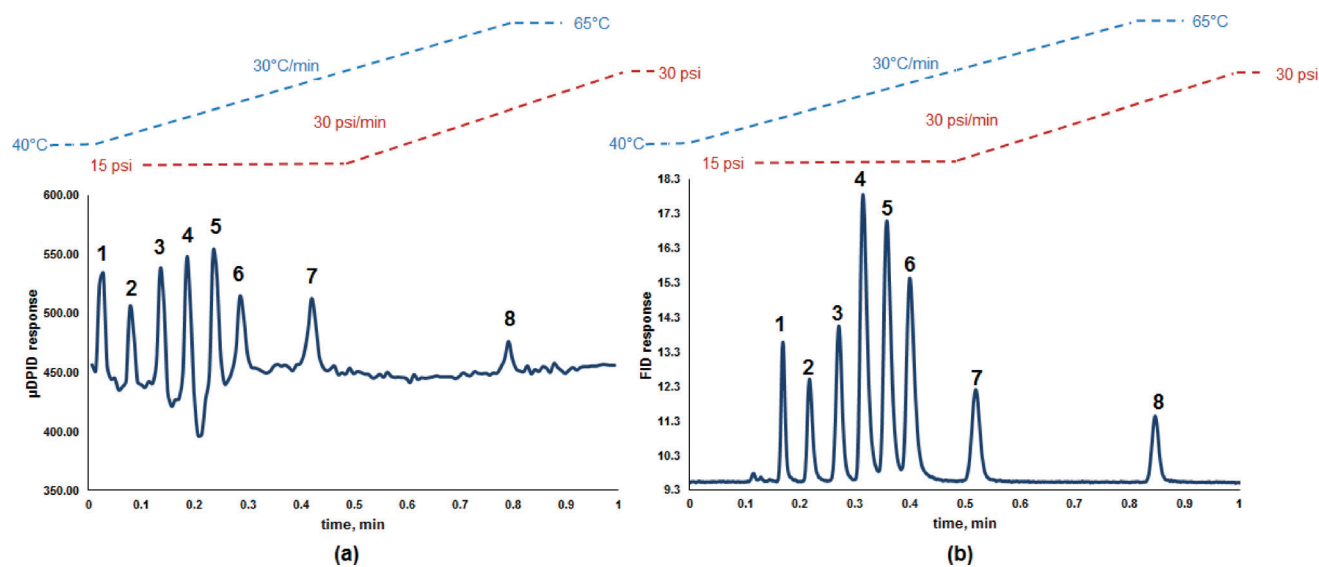 65°C
30°C/min
30 psi
30 psi/min
40°C
15 psi
600.00
550.00
500.00
450.00
400.00
350.00
µDPID response
1
2
3
4
5
6
7
8
0 0.1 0.2 0.3 0.4 0.5 0.6 0.7 0.8 0.9 1
time, min
(a)
65°C
30°C/min
30 psi
30 psi/min
40°C
15 psi
18.3
17.3
16.3
15.3
14.3
13.3
12.3
11.3
10.3
9.3
FID response
1
2
3
4
5
6
7
8
0 0.1 0.2 0.3 0.4 0.5 0.6 0.7 0.8 0.9 1
time, min
(b)